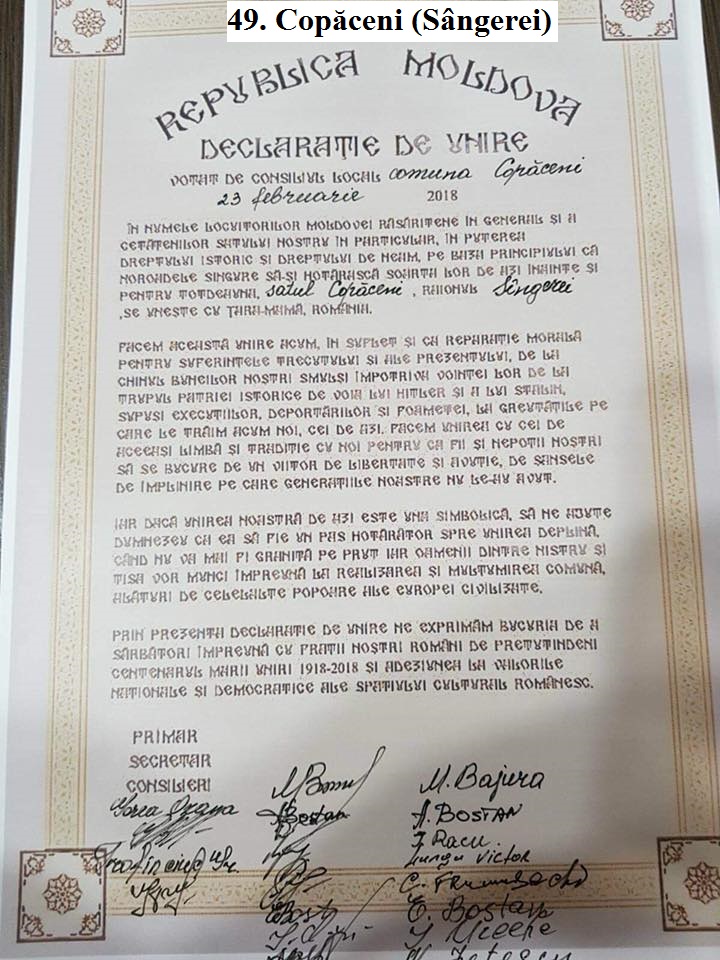 49. Copăceni (Sângerei)
REPUBLICA MOLDOVA
DECLARAȚIE DE UNIRE
VOTAT DE CONSILIUL LOCAL comuna Copăceni
23 februarie 2018
ÎN NUMELE LOCUITORILOR MOLDOVEI RĂSĂRITENE ÎN GENERAL ȘI A
CETĂȚENILOR SATULUI NOSTRU ÎN PARTICULAR, ÎN PUTEREA
DREPTULUI ISTORIC ȘI DREPTULUI DE NEAM, PE BAZA PRINCIPIULUI CĂ
NOROADELE SINGURE SĂ-ȘI HOTĂRASCĂ SOARTA LOR DE AZI ÎNAINTE ȘI
PENTRU TOTDEAUNA, satul Copăceni, RAIONUL Sîngerei
,SE UNEȘTE CU ȚARA-MAMĂ, ROMÂNIA.
FACEM ACEASTĂ UNIRE ACUM, ÎN SUFLET ȘI CA REPARAȚIE MORALĂ
PENTRU SUFERINȚELE TRECUTULUI ȘI ALE PREZENTULUI, DE LA
CHINUL BUNEILOR NOȘTRI SMULȘI ÎMPOTRIVA VOINȚEI LOR DE LA
TRUPUL PATRIEI ISTORICE DE VOIA LUI HITLER ȘI A LUI STALIN,
SUPUȘI EXECUȚIILOR, DEPORTĂRILOR ȘI FOAMETEI, LA GREUTĂȚILE PE
CARE LE TRĂIM ACUM NOI, CEI DE AZI. FACEM UNIREA CU CEI DE
ACEEAȘI LIMBĂ ȘI TRADIȚIE CU NOI PENTRU CA FII ȘI NEPOȚII NOȘTRI
SĂ SE BUCURE DE UN VIITOR DE LIBERTATE ȘI AVUȚIE, DE ȘANSELE
DE ÎMPLINIRE PE CARE GENERAȚIILE NOASTRE NU LE-AU AVUT.
IAR DACĂ UNIREA NOASTRĂ DE AZI ESTE UNA SIMBOLICĂ, SĂ NE AJUTE
DUMNEZEU CA EA SĂ FIE UN PAS HOTĂRÂTOR SPRE UNIREA DEPLINĂ,
CÂND NU VA MAI FI GRANIȚĂ PE PRUT IAR OAMENII DINTRE NISTRU ȘI
TISA VOR MUNCI ÎMPREUNĂ LA REALIZAREA ȘI MULȚUMIREA COMUNĂ,
ALĂTURI DE CELELALTE POPOARE ALE EUROPEI CIVILIZATE.
PRIN PREZENTA DECLARAȚIE DE UNIRE NE EXPRIMĂM BUCURIA DE A
SĂRBĂTORI ÎMPREUNĂ CU FRAȚII NOȘTRI ROMÂNI DE PRETUTINDENI
CENTENARUL MARII UNIRI 1918-2018 ȘI ADEZIUNEA LA VALORILE
NAȚIONALE ȘI DEMOCRATICE ALE SPAȚIULUI CULTURAL ROMÂNESC.
PRIMAR
SECRETAR
CONSILIERI M. Bajura
Bostan A. BOSTAN
J Racu.
Lungu Victor
E. Bostan